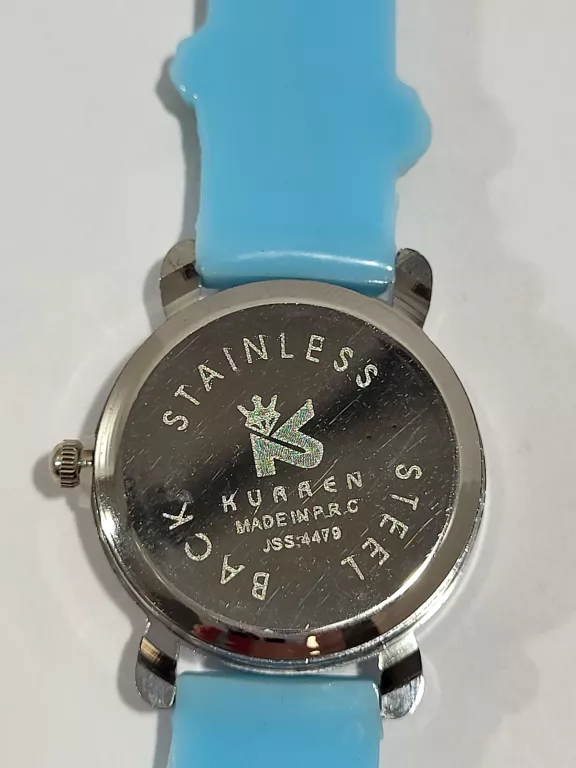 STAINLESS
STEEL
BACK
KURREN
MADE IN P.R.C
JSS:4479